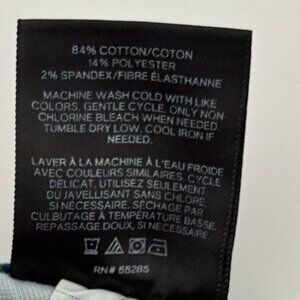 84% COTTON/COTON
14% POLYESTER
2% SPANDEX/FIBRE ÉLASTHANNE
MACHINE WASH COLD WITH LIKE
COLORS. GENTLE CYCLE. ONLY NON
CHLORINE BLEACH WHEN NEEDED.
TUMBLE DRY LOW. COOL IRON IF
NEEDED.
LAVER À LA MACHINE À L'EAU FROIDE
AVEC COULEURS SIMILAIRES. CYCLE
DÉLICAT. UTILISEZ SEULEMENT
DU JAVELLISANT SANS CHLORE,
SI NÉCESSAIRE. SÉCHAGE PAR
CULBUTAGE À TEMPÉRATURE BASSE.
REPASSAGE DOUX, SI NÉCESSAIRE.
RN# 55285